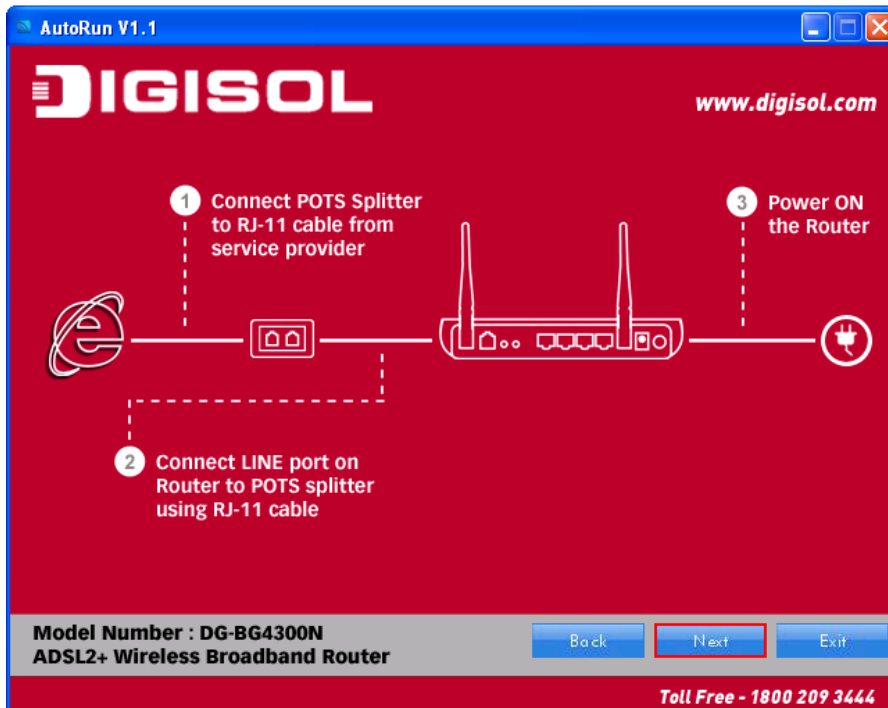 AutoRun V1.1
DIGISOL
www.digisol.com
1
Connect POTS Splitter
to RJ-11 cable from
service provider
3
Power ON
the Router
2
Connect LINE port on
Router to POTS splitter
using RJ-11 cable
Model Number : DG-BG4300N
ADSL2+ Wireless Broadband Router
Back
Next
Exit
Toll Free - 1800 209 3444